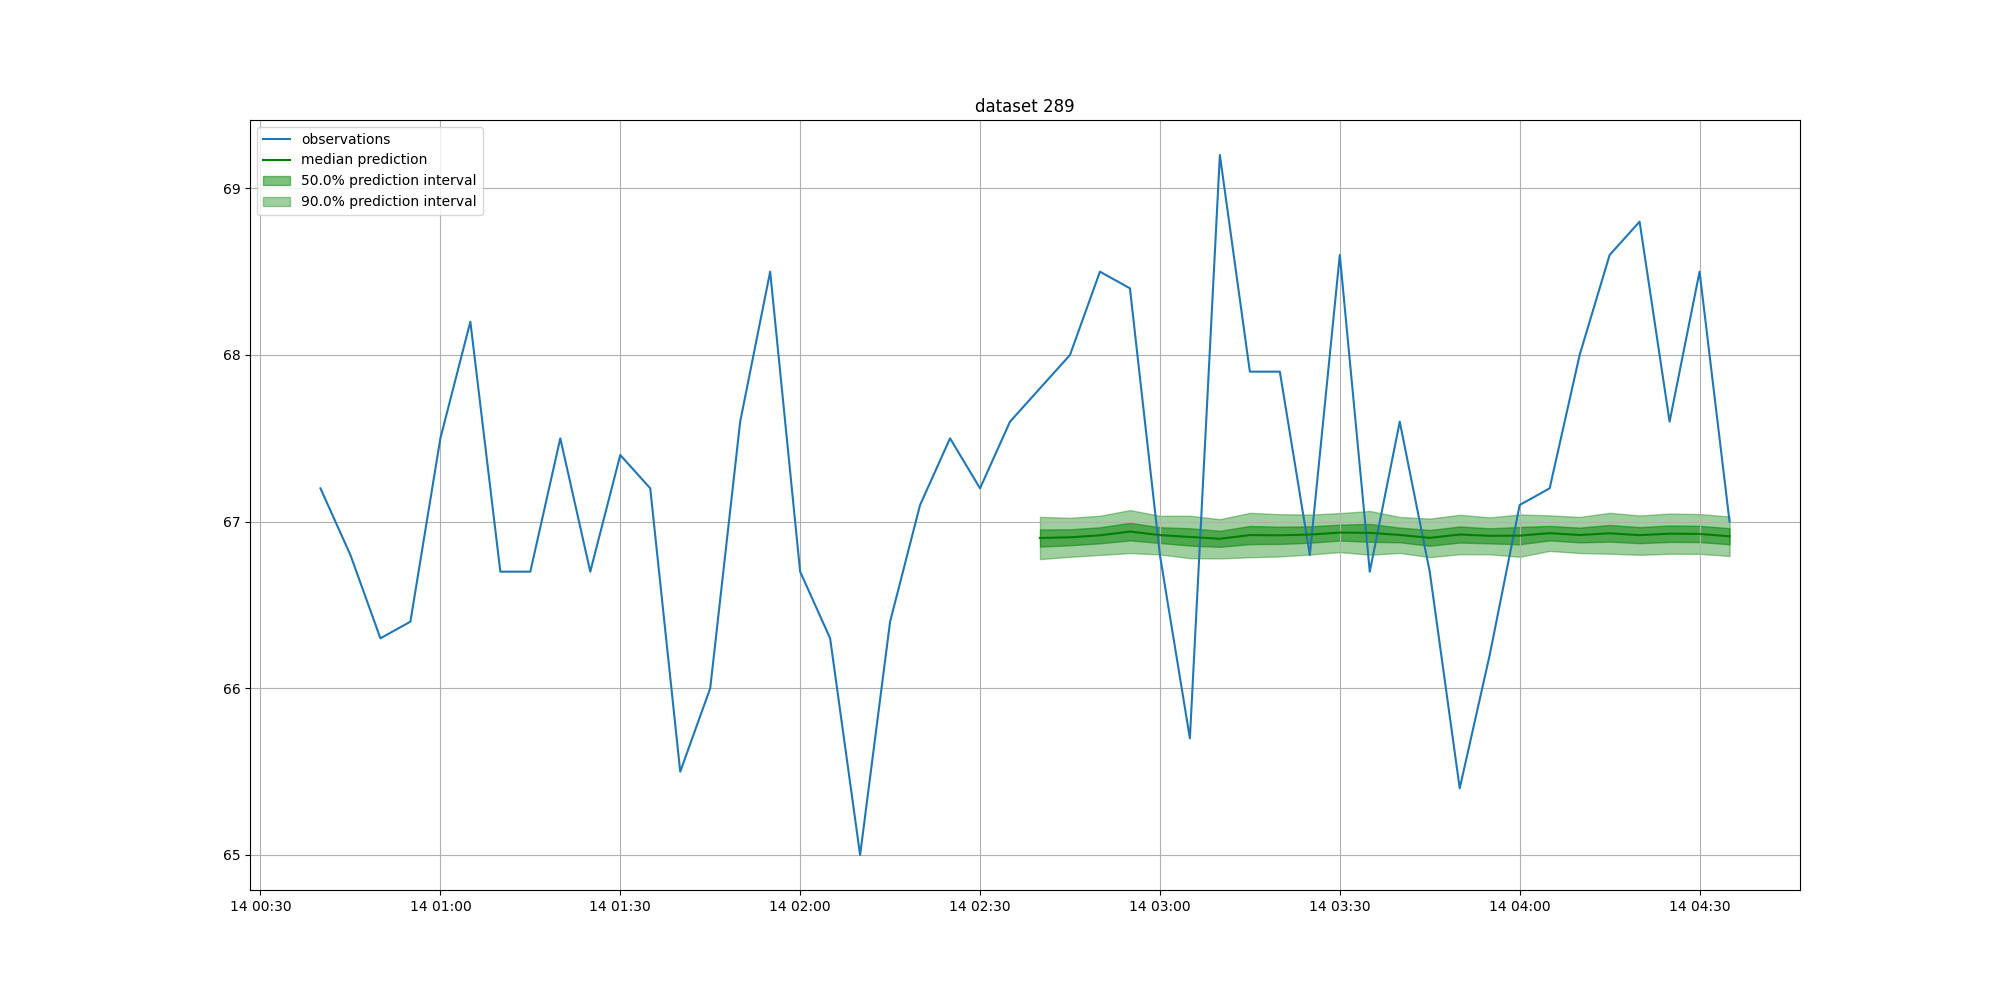 dataset 289
observations
median prediction
50.0% prediction interval
90.0% prediction interval
69
68
67
66
65
14 00:30 14 01:00 14 01:30 14 02:00 14 02:30 14 03:00 14 03:30 14 04:00 14 04:30